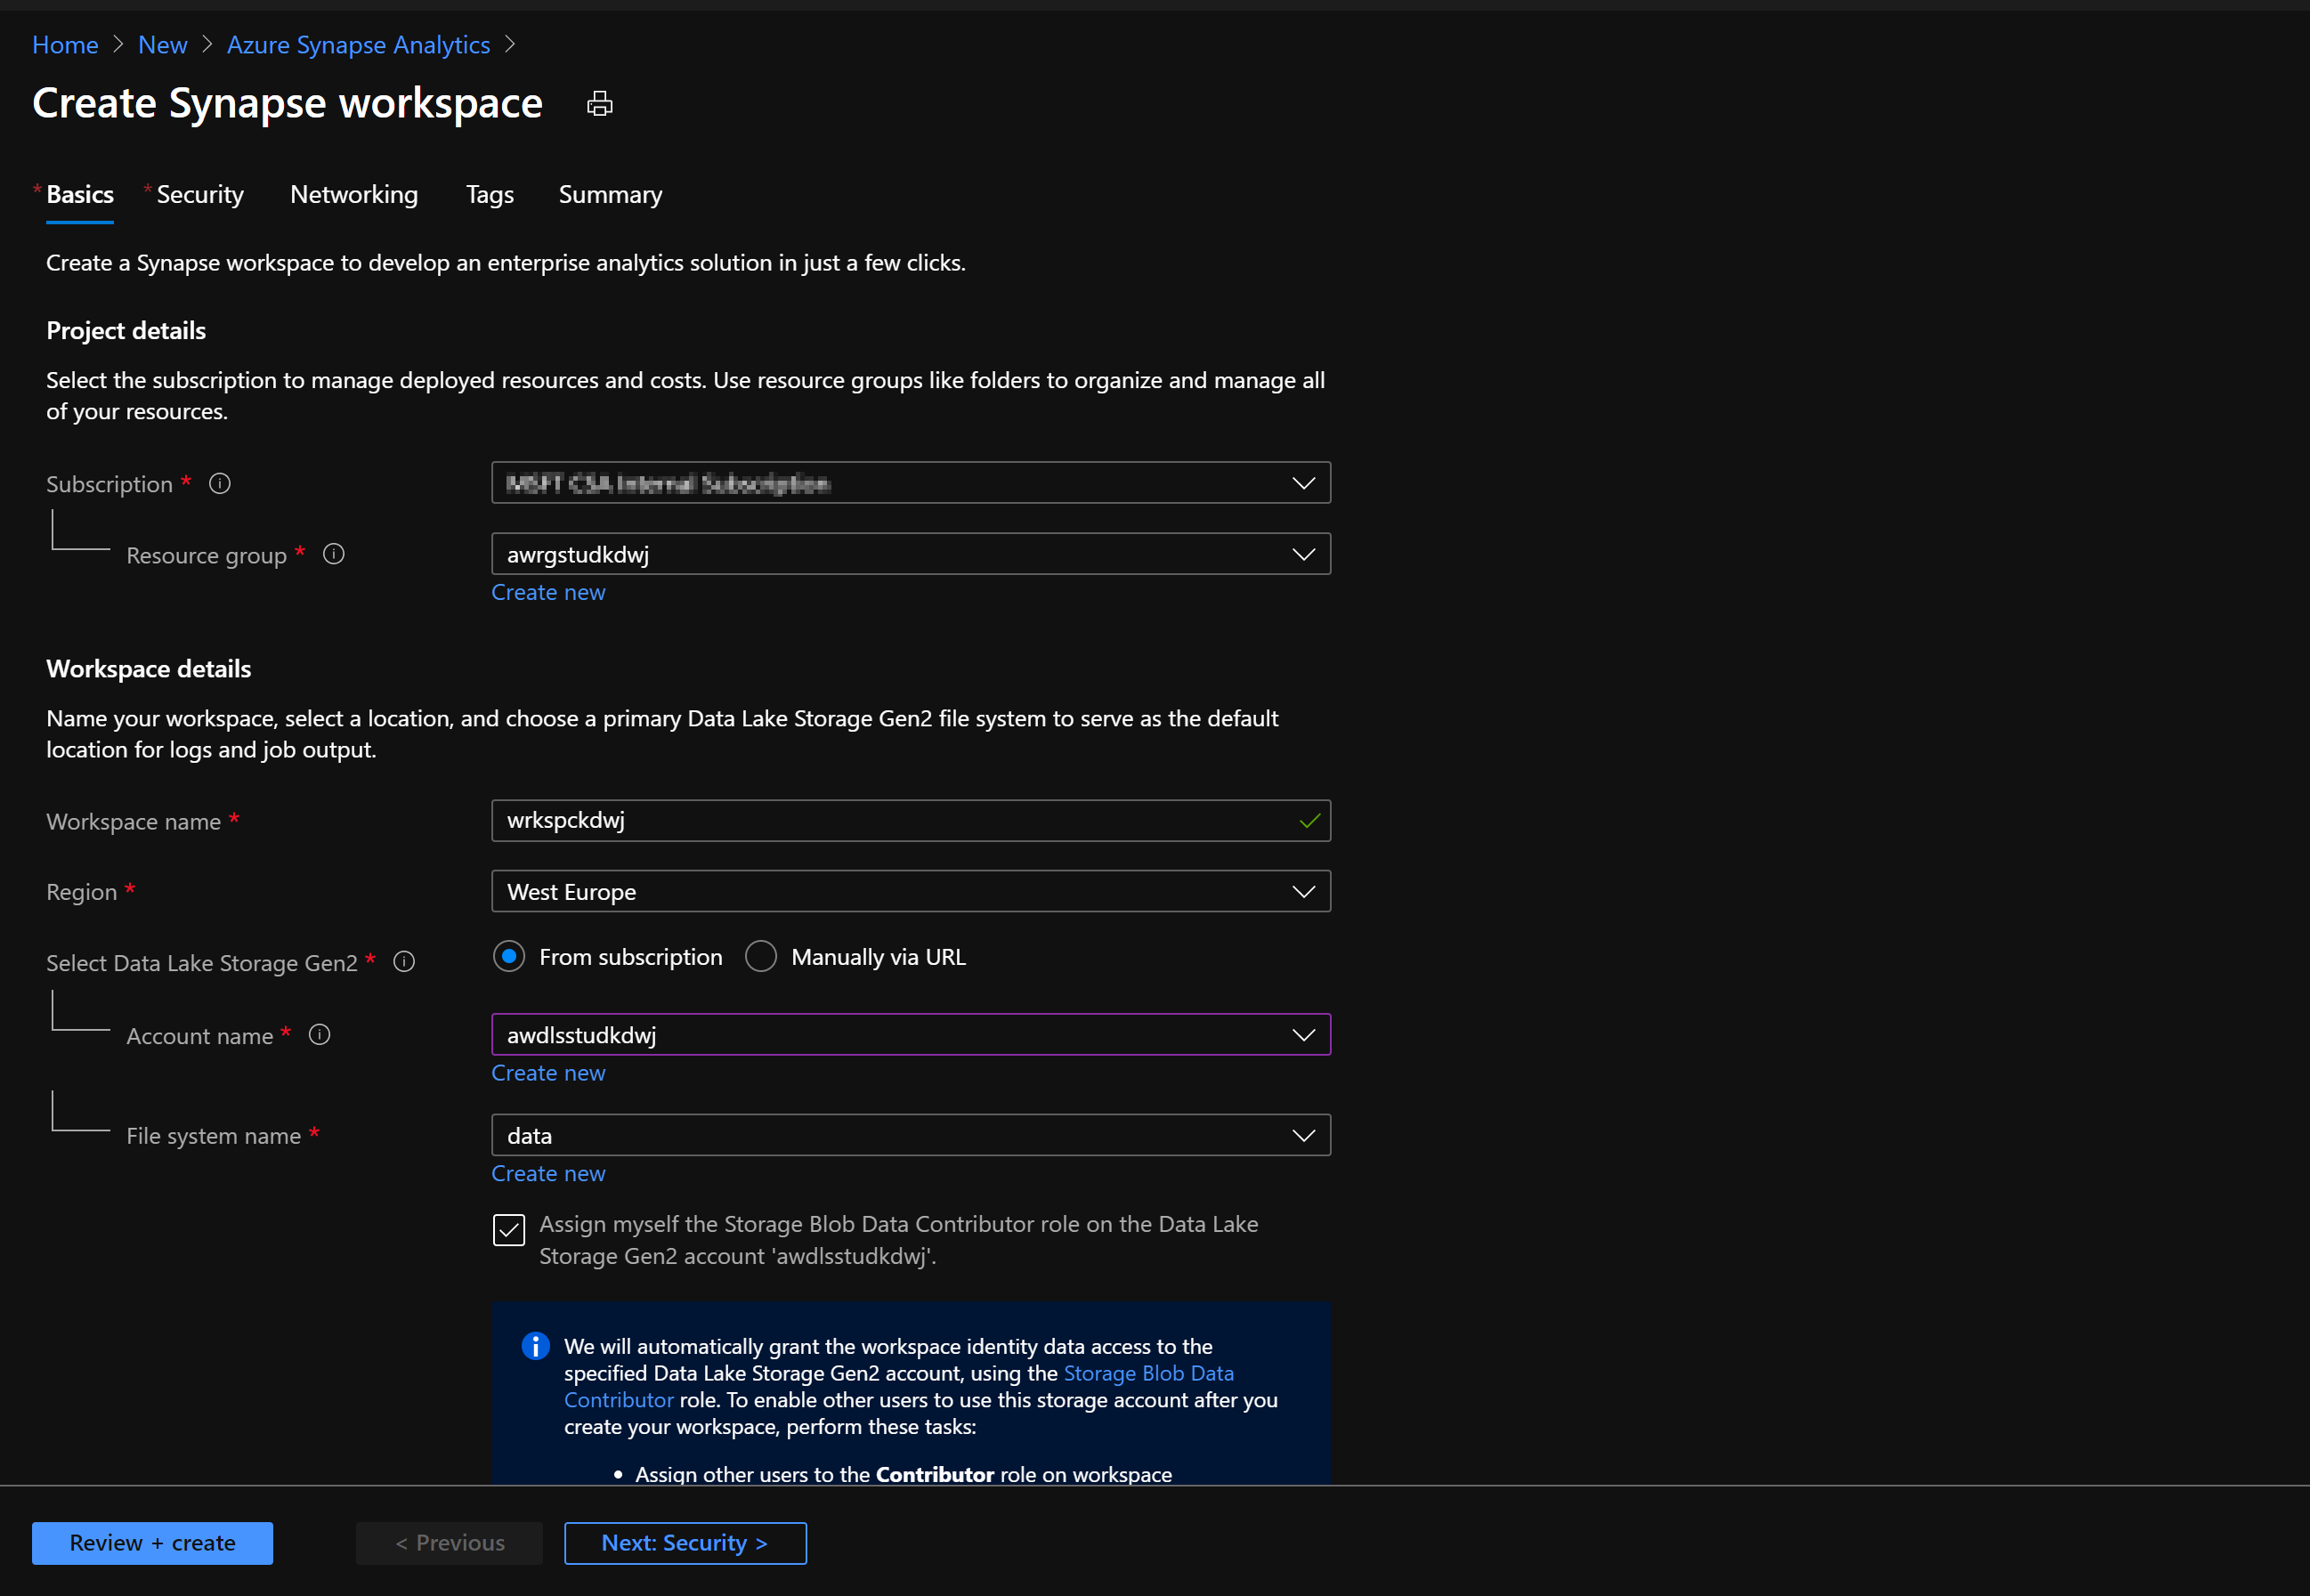 Home > New > Azure Synapse Analytics >
Create Synapse workspace
* Basics * Security Networking Tags Summary
Create a Synapse workspace to develop an enterprise analytics solution in just a few clicks.
Project details
Select the subscription to manage deployed resources and costs. Use resource groups like folders to organize and manage all
of your resources.
Subscription *
Resource group * awrgstudkdwj
Create new
Workspace details
Name your workspace, select a location, and choose a primary Data Lake Storage Gen2 file system to serve as the default
location for logs and job output.
Workspace name * wrkspckdwj
Region * West Europe
Select Data Lake Storage Gen2 * From subscription Manually via URL
Account name * awdlsstudkdwj
Create new
File system name * data
Create new
Assign myself the Storage Blob Data Contributor role on the Data Lake
Storage Gen2 account 'awdlsstudkdwj'.
We will automatically grant the workspace identity data access to the
specified Data Lake Storage Gen2 account, using the Storage Blob Data
Contributor role. To enable other users to use this storage account after you
create your workspace, perform these tasks:
• Assign other users to the Contributor role on workspace
Review + create < Previous Next: Security >